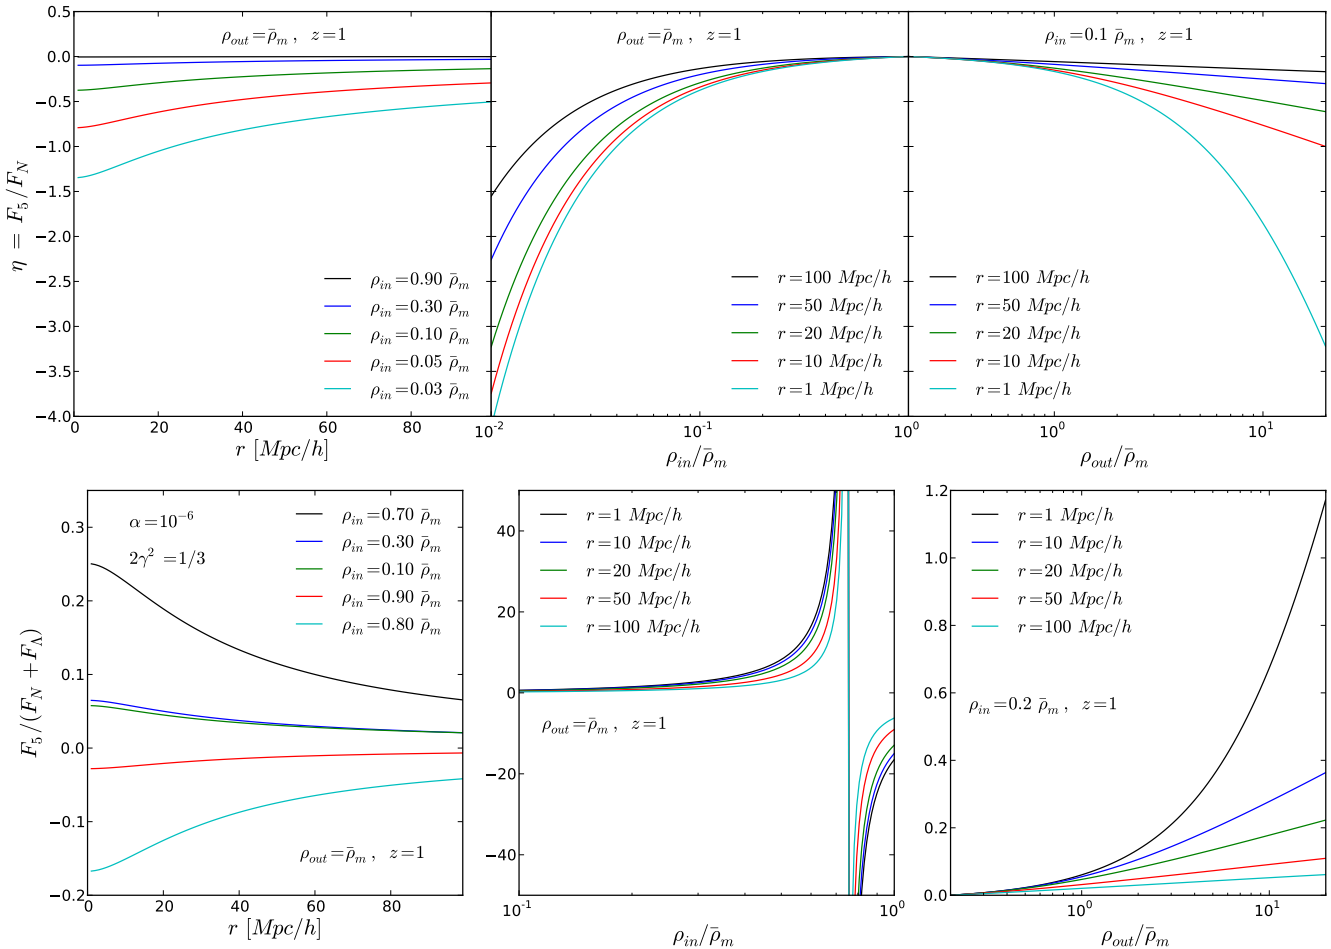 ρ_out=ρ̄_m , z=1
ρ_out=ρ̄_m , z=1
ρ_in=0.1 ρ̄_m , z=1
0.0
−0.5
−1.0
−1.5
−2.0
−2.5
−3.0
−3.5
−4.0
η = F_5/F_N
ρ_in=0.90 ρ̄_m
ρ_in=0.30 ρ̄_m
ρ_in=0.10 ρ̄_m
ρ_in=0.05 ρ̄_m
ρ_in=0.03 ρ̄_m
r=100 Mpc/h
r=50 Mpc/h
r=20 Mpc/h
r=10 Mpc/h
r=1 Mpc/h
r=100 Mpc/h
r=50 Mpc/h
r=20 Mpc/h
r=10 Mpc/h
r=1 Mpc/h
0 20 40 60 80
10^-2 10^-1 10^0
10^0 10^1
r [Mpc/h]
ρ_in/ρ̄_m
ρ_out/ρ̄_m
0.3
0.2
0.1
0.0
−0.1
−0.2
F_5/(F_N + F_Λ)
α=10^-6
2γ^2 =1/3
ρ_in=0.70 ρ̄_m
ρ_in=0.30 ρ̄_m
ρ_in=0.10 ρ̄_m
ρ_in=0.90 ρ̄_m
ρ_in=0.80 ρ̄_m
ρ_out=ρ̄_m , z=1
0 20 40 60 80
r [Mpc/h]
40
20
0
−20
−40
r=1 Mpc/h
r=10 Mpc/h
r=20 Mpc/h
r=50 Mpc/h
r=100 Mpc/h
ρ_out=ρ̄_m , z=1
10^-1 10^0
ρ_in/ρ̄_m
1.2
1.0
0.8
0.6
0.4
0.2
0.0
r=1 Mpc/h
r=10 Mpc/h
r=20 Mpc/h
r=50 Mpc/h
r=100 Mpc/h
ρ_in=0.2 ρ̄_m , z=1
10^0 10^1
ρ_out/ρ̄_m